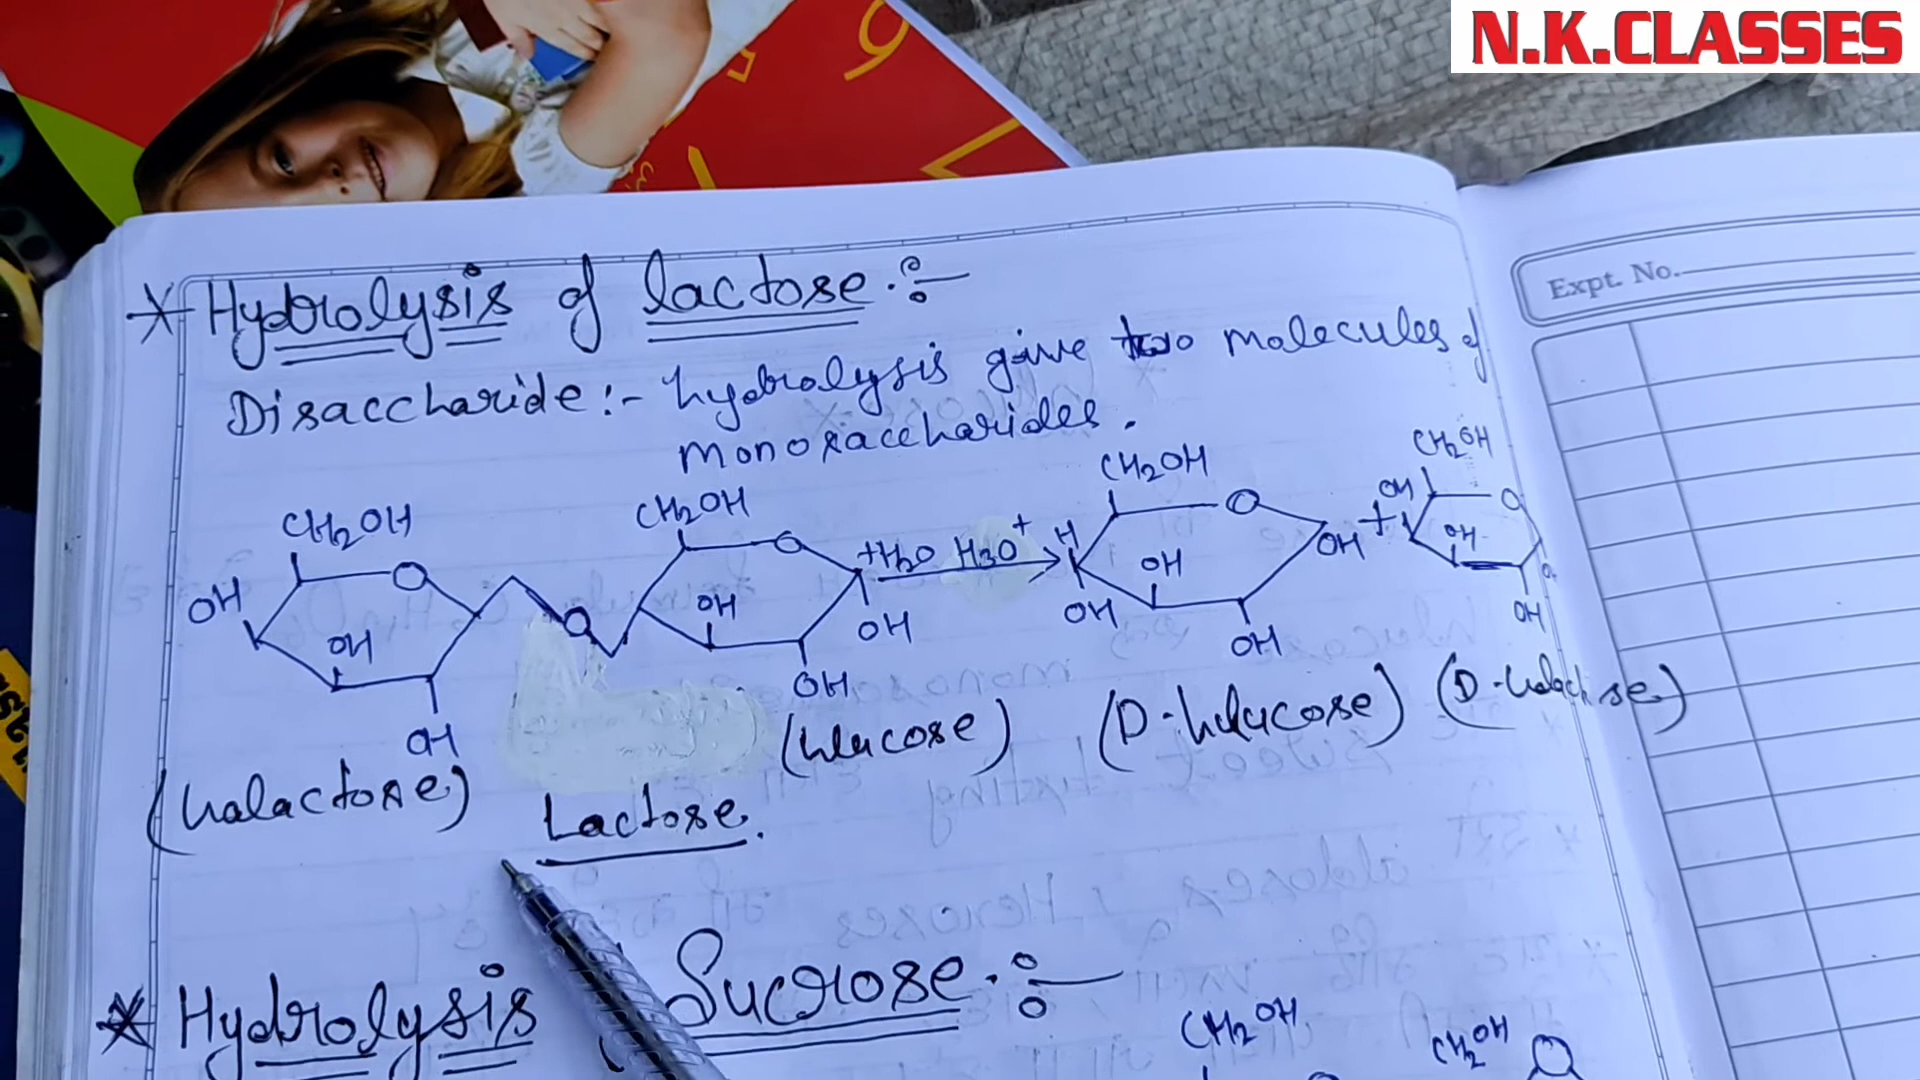 N.K.CLASSES
Expt. No.
* Hydrolysis of lactose :-
Disaccharide :- hydrolysis give two molecules of
monosaccharides.
CH2OH CH2OH CH2OH CH2OH
OH O O O OH +H2O H3O+ H O OH + OH O
OH OH OH OH OH OH
OH OH OH OH
(Galactose) Lactose. (Glucose) (D-Glucose)
* Hydrolysis Sucrose :-
CH2OH CH2OH